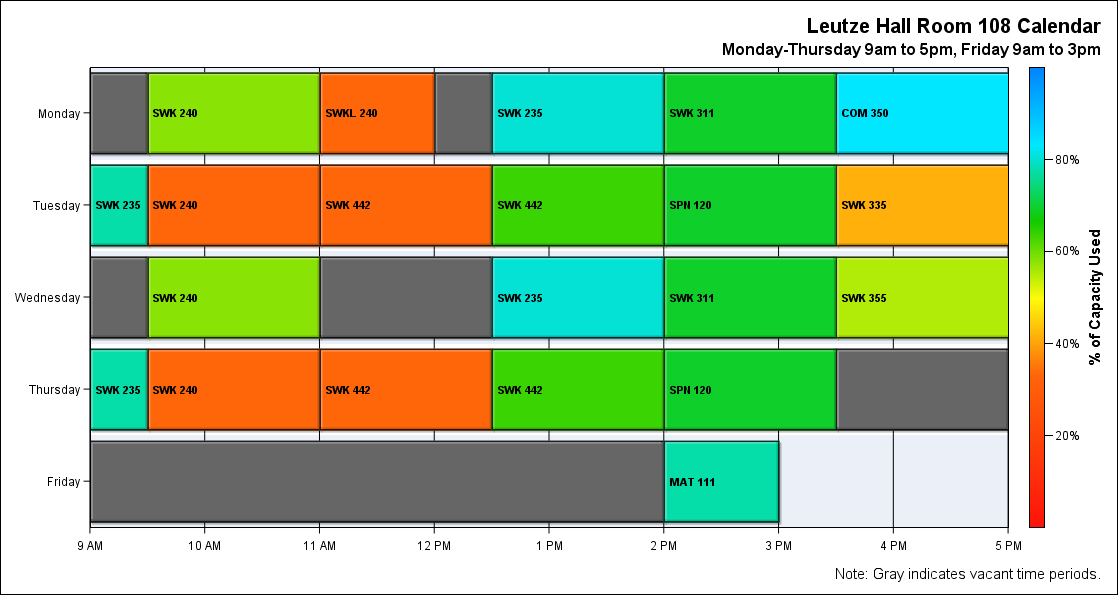 Leutze Hall Room 108 Calendar
Monday-Thursday 9am to 5pm, Friday 9am to 3pm
Monday
SWK 240
SWKL 240
SWK 235
SWK 311
COM 350
Tuesday
SWK 235
SWK 240
SWK 442
SWK 442
SPN 120
SWK 335
Wednesday
SWK 240
SWK 235
SWK 311
SWK 355
Thursday
SWK 235
SWK 240
SWK 442
SWK 442
SPN 120
Friday
MAT 111
9 AM
10 AM
11 AM
12 PM
1 PM
2 PM
3 PM
4 PM
5 PM
80%
60%
40%
20%
% of Capacity Used
Note: Gray indicates vacant time periods.